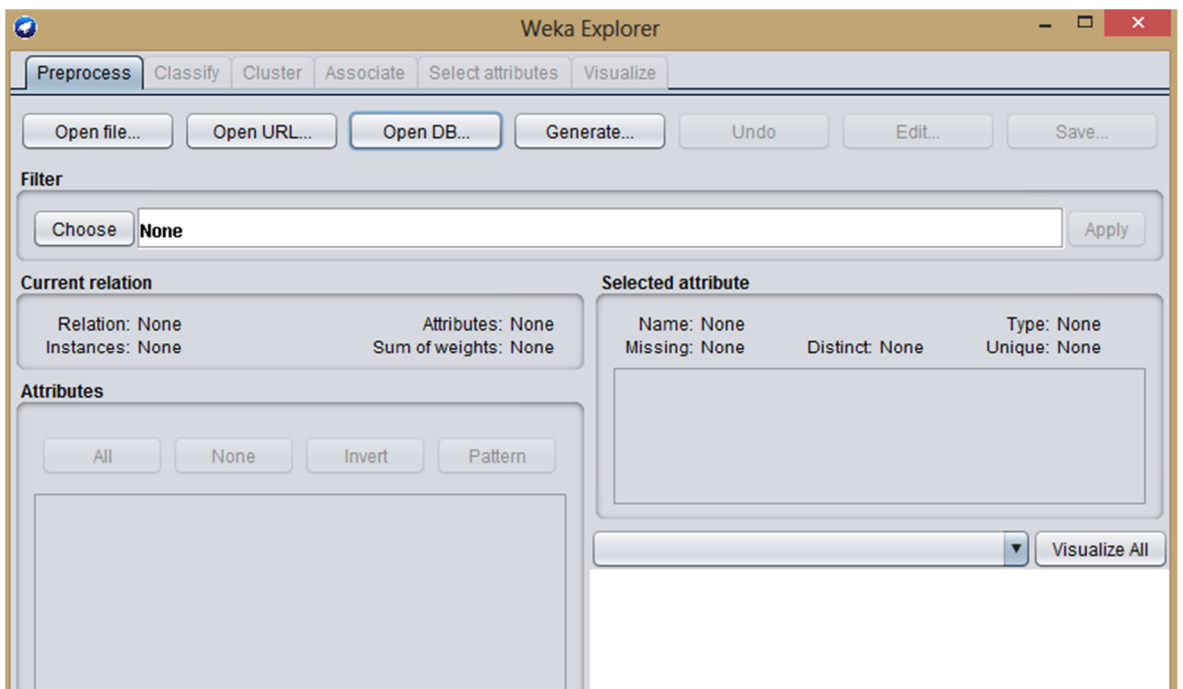 Weka Explorer
Preprocess Classify Cluster Associate Select attributes Visualize
Open file... Open URL... Open DB... Generate... Undo Edit... Save...
Filter
Choose None Apply
Current relation
Relation: None Attributes: None
Instances: None Sum of weights: None
Selected attribute
Name: None Type: None
Missing: None Distinct: None Unique: None
Attributes
All None Invert Pattern
Visualize All